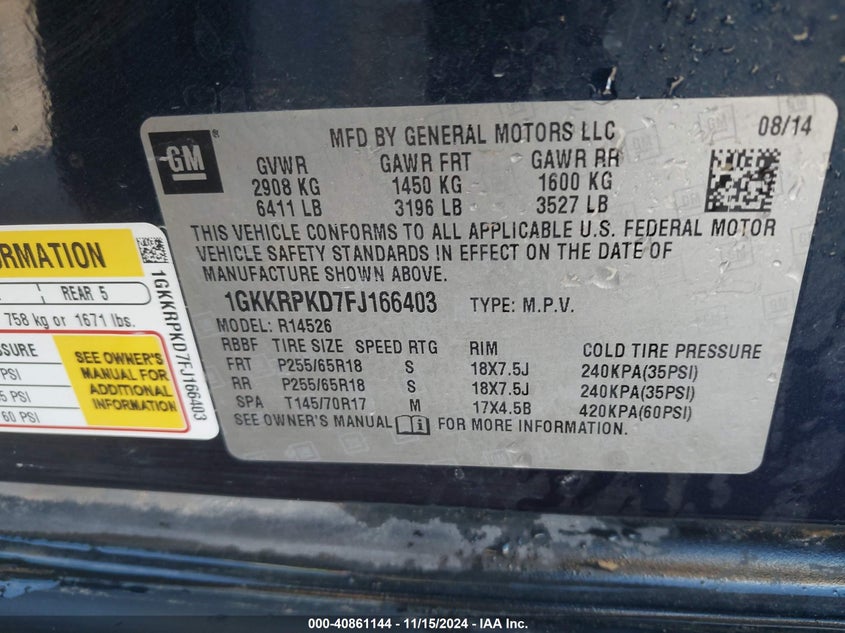 GM
MFD BY GENERAL MOTORS LLC 08/14
GVWR GAWR FRT GAWR RR
2908 KG 1450 KG 1600 KG
6411 LB 3196 LB 3527 LB
THIS VEHICLE CONFORMS TO ALL APPLICABLE U.S. FEDERAL MOTOR
VEHICLE SAFETY STANDARDS IN EFFECT ON THE DATE OF
MANUFACTURE SHOWN ABOVE.
1GKKRPKD7FJ166403 TYPE: M.P.V.
MODEL: R14526
RBBF TIRE SIZE SPEED RTG RIM COLD TIRE PRESSURE
FRT P255/65R18 S 18X7.5J 240KPA(35PSI)
RR P255/65R18 S 18X7.5J 240KPA(35PSI)
SPA T145/70R17 M 17X4.5B 420KPA(60PSI)
SEE OWNER'S MANUAL FOR MORE INFORMATION.
REAR 5
758 kg or 1671 lbs.
SEE OWNER'S
MANUAL FOR
ADDITIONAL
INFORMATION
PSI
60 PSI
1GKKRPKD7FJ166403
000-40861144 - 11/15/2024 - IAA Inc.